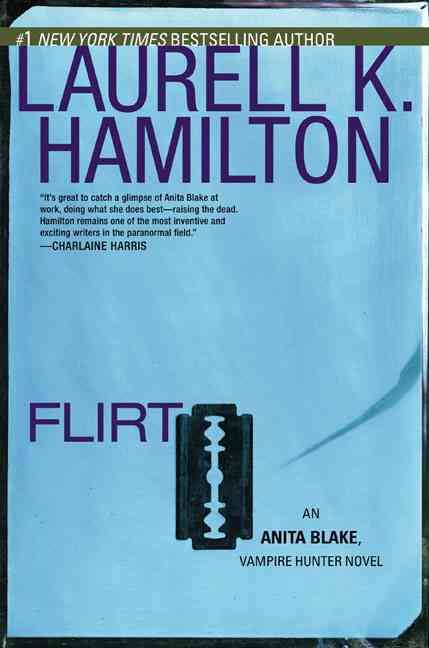 #1 NEW YORK TIMES BESTSELLING AUTHOR
LAURELL K.
HAMILTON
"It's great to catch a glimpse of Anita Blake at
work, doing what she does best—raising the dead.
Hamilton remains one of the most inventive and
exciting writers in the paranormal field."
—CHARLAINE HARRIS
FLIRT
AN
ANITA BLAKE,
VAMPIRE HUNTER NOVEL